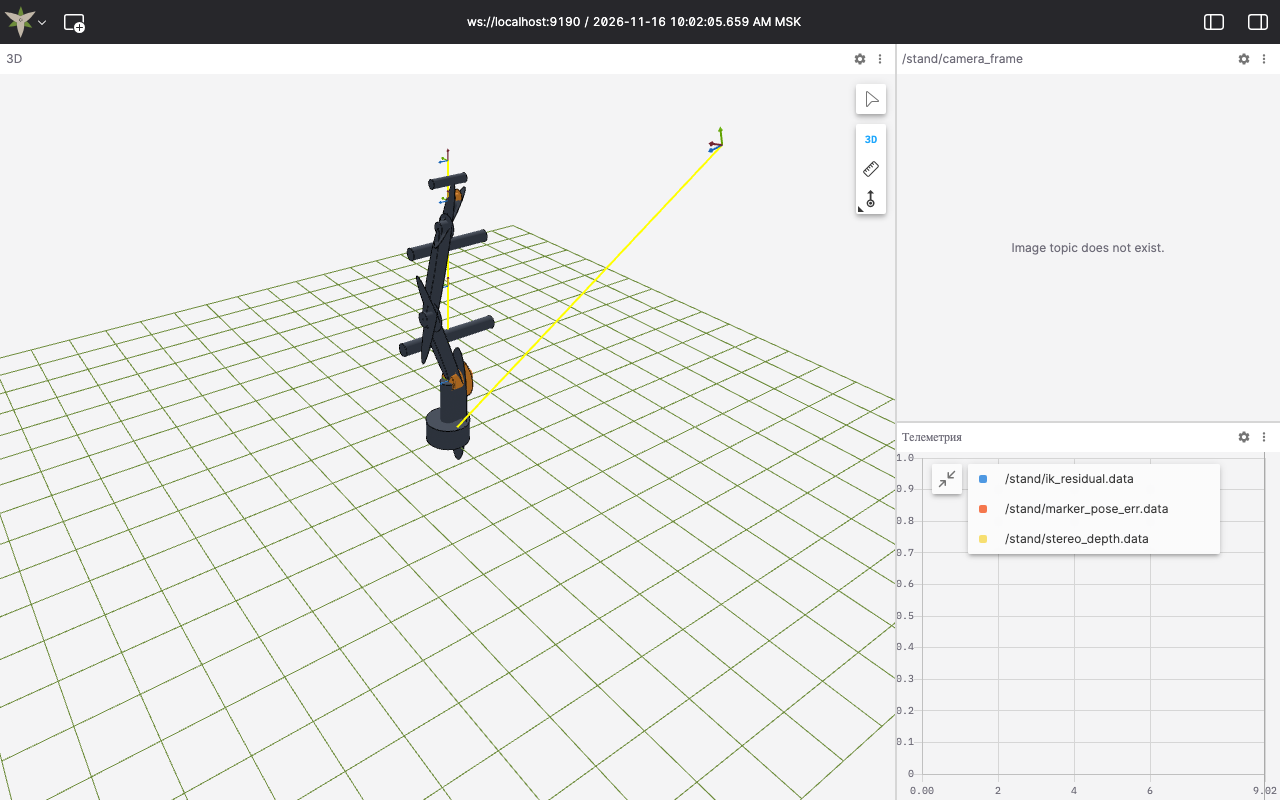 ws://localhost:9190 / 2026-11-16 10:02:05.659 AM MSK
3D
3D
/stand/camera_frame
Image topic does not exist.
Телеметрия
/stand/ik_residual.data
/stand/marker_pose_err.data
/stand/stereo_depth.data
1.0
0.9
0.8
0.7
0.6
0.5
0.4
0.3
0.2
0.1
0
0.00 2 4 6 9.02